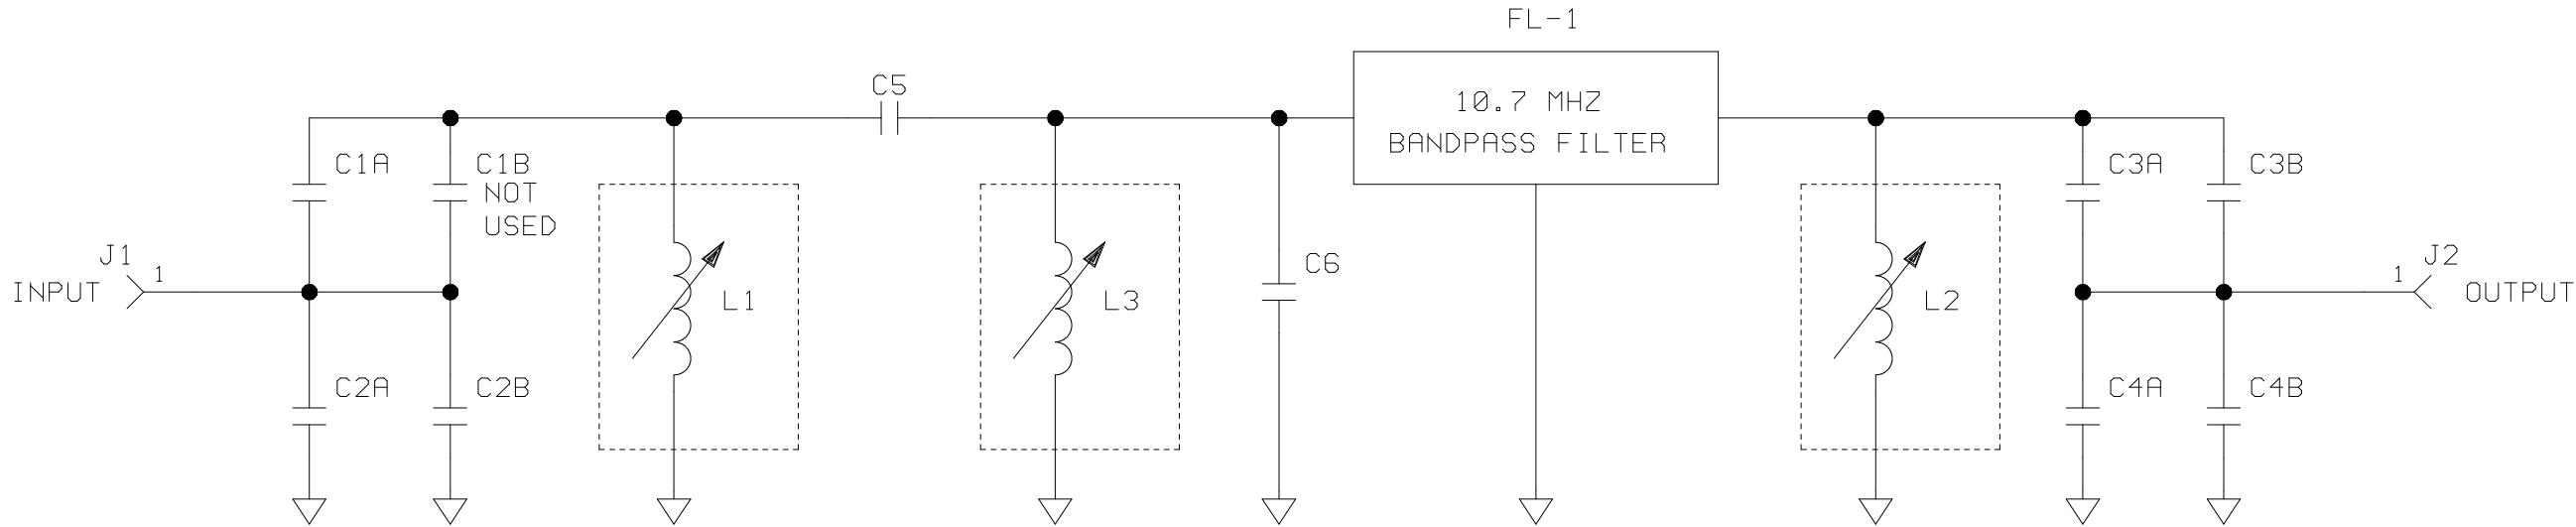 FL-1
C5
10.7 MHZ
BANDPASS FILTER
C1A
C1B
NOT
USED
C3A
C3B
J1
1
INPUT
L1
L3
C6
L2
J2
1
OUTPUT
C2A
C2B
C4A
C4B